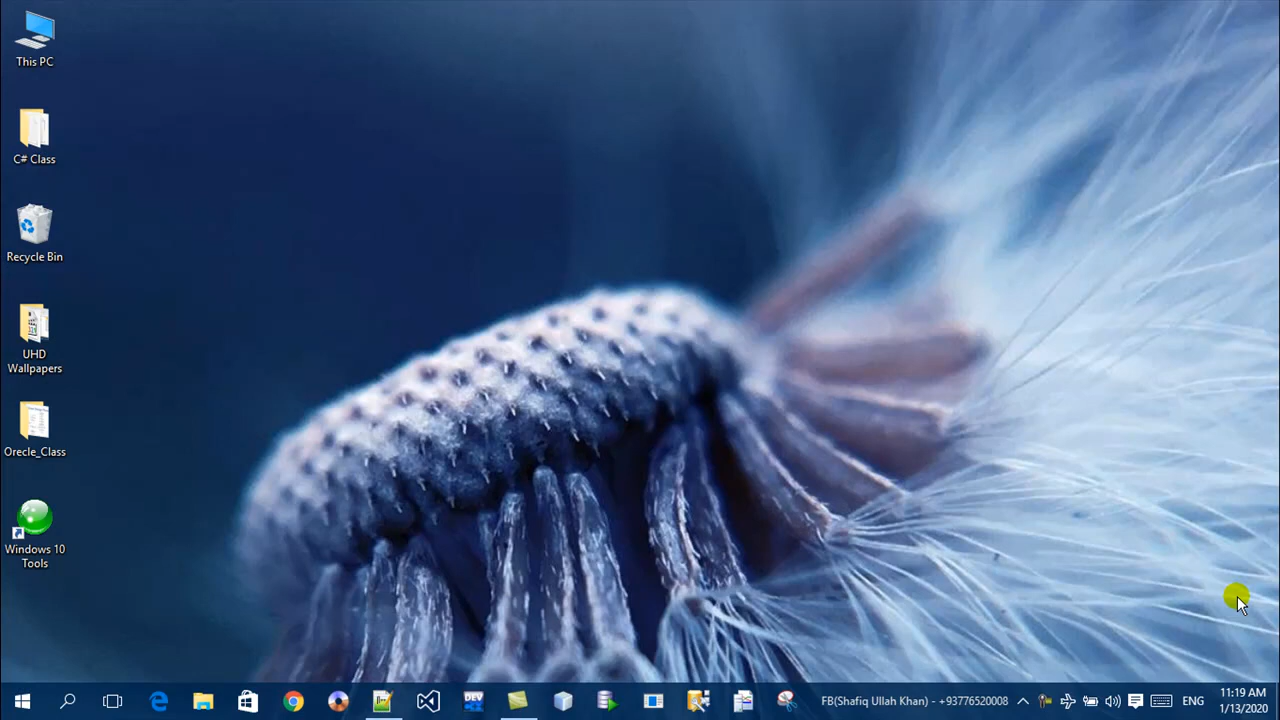 This PC
C# Class
Recycle Bin
UHD
Wallpapers
Orecle_Class
Windows 10
Tools
DEV
FB(Shafiq Ullah Khan) - +93776520008
ENG
11:19 AM
1/13/2020